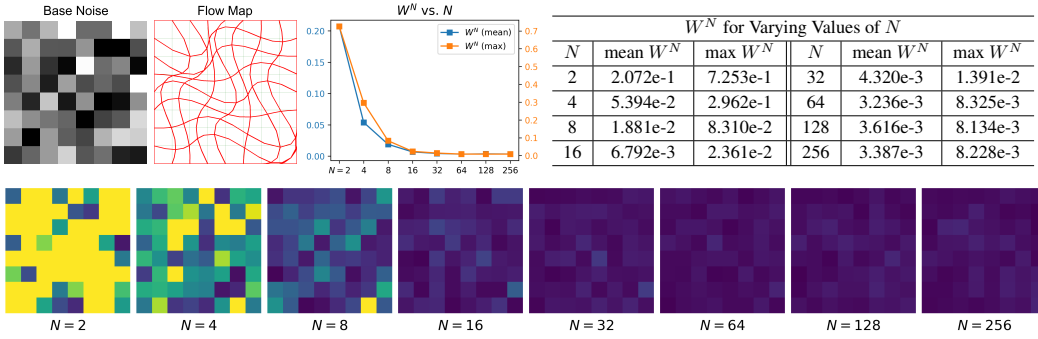 Base Noise
Flow Map
W^N vs. N
W^N (mean)
W^N (max)
0.20
0.15
0.10
0.05
0.00
0.7
0.6
0.5
0.4
0.3
0.2
0.1
0.0
N = 2 4 8 16 32 64 128 256
W^N for Varying Values of N
N mean W^N max W^N N mean W^N max W^N
2 2.072e-1 7.253e-1 32 4.320e-3 1.391e-2
4 5.394e-2 2.962e-1 64 3.236e-3 8.325e-3
8 1.881e-2 8.310e-2 128 3.616e-3 8.134e-3
16 6.792e-3 2.361e-2 256 3.387e-3 8.228e-3
N = 2
N = 4
N = 8
N = 16
N = 32
N = 64
N = 128
N = 256